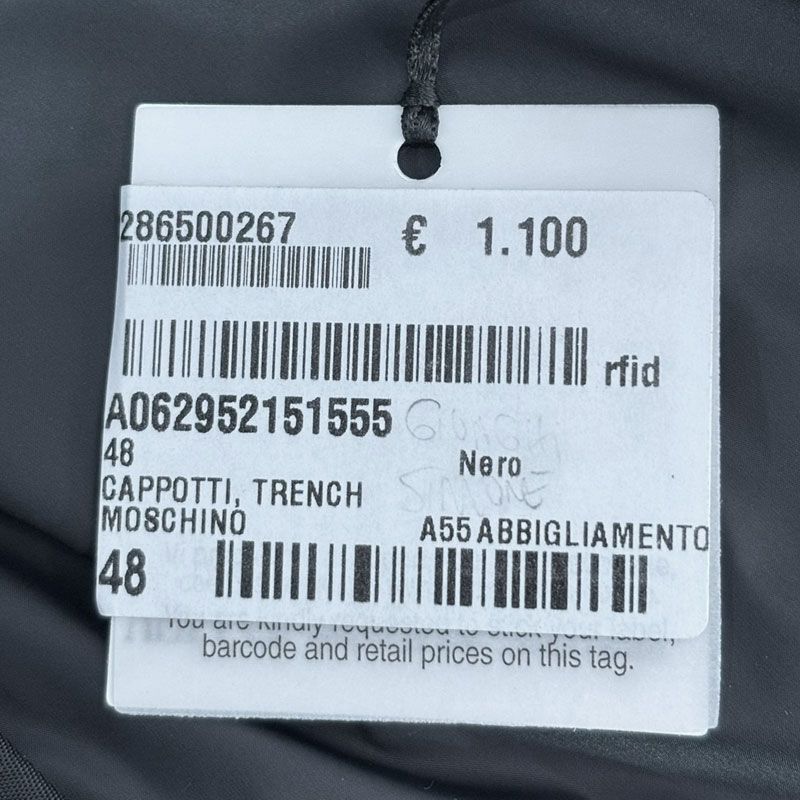 286500267 € 1.100
rfid
A062952151555
48 Nero
CAPPOTTI, TRENCH
MOSCHINO A55 ABBIGLIAMENTO
48
You are kindly requested to stick your label,
barcode and retail prices on this tag.